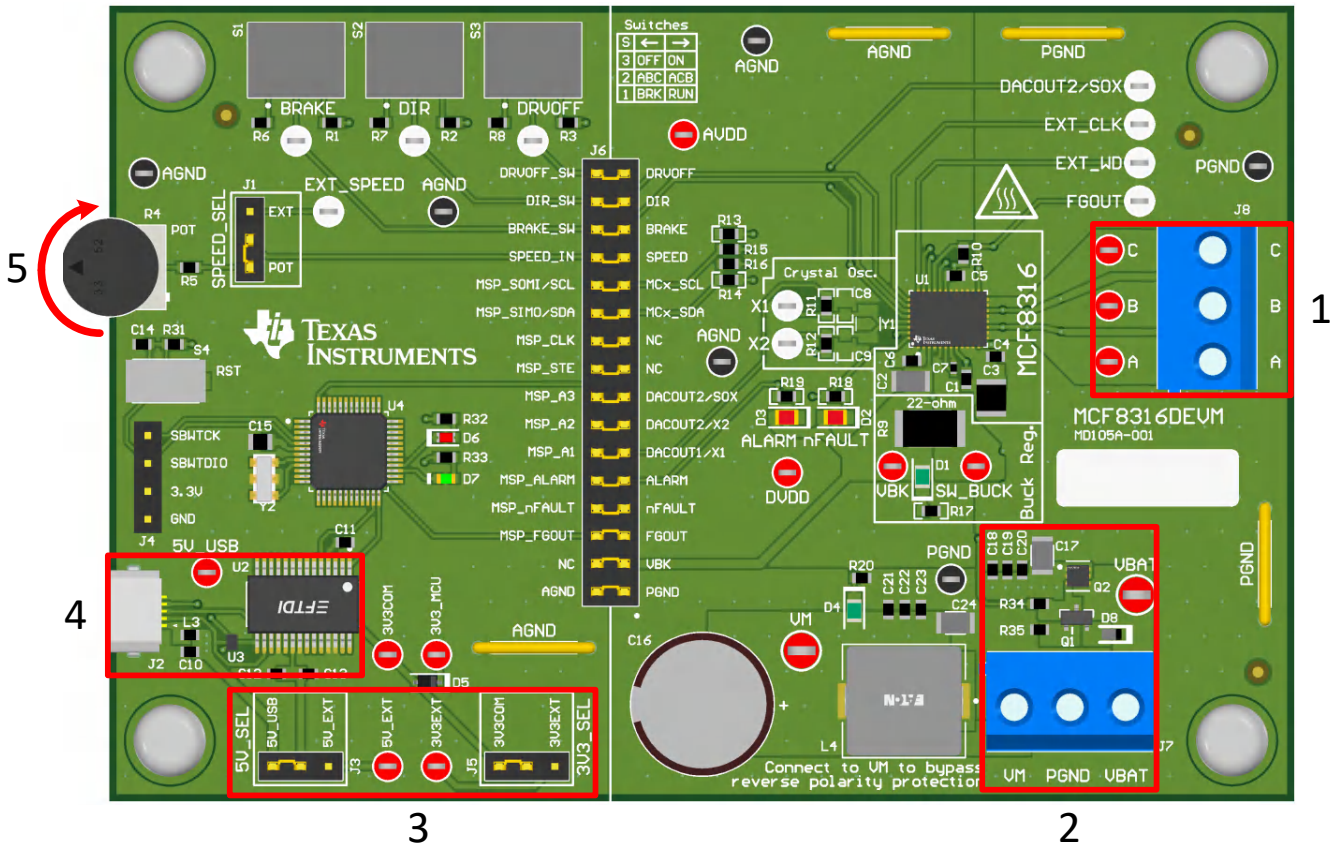 S1
S2
S3
Switches
S ← →
3 OFF ON
2 ABC ACB
1 BRK RUN
AGND
AGND
PGND
BRAKE
DIR
DRVOFF
R6
R1
R7
R2
R8
R3
AVDD
DACOUT2/SOX
EXT_CLK
EXT_WD
FGOUT
PGND
AGND
J1
SPEED_SEL
EXT
POT
EXT_SPEED
AGND
R4
POT
R5
5
J6
DRVOFF_SW DRVOFF
DIR_SW DIR
BRAKE_SW BRAKE
SPEED_IN SPEED
MSP_SOMI/SCL MCx_SCL
MSP_SIMO/SDA MCx_SDA
MSP_CLK NC
MSP_STE NC
MSP_A3 DACOUT2/SOX
MSP_A2 DACOUT2/X2
MSP_A1 DACOUT1/X1
MSP_ALARM ALARM
MSP_nFAULT nFAULT
MSP_FGOUT FGOUT
NC VBK
AGND PGND
R13
R15
R16
R14
Crystal Osc.
X1
X2
R11
C8
R12
C9
Y1
AGND
U1
R10
C5
MCF8316
C4
C6
C7
C2
C1
C3
TEXAS
INSTRUMENTS
J8
C C
B B
A A
1
TEXAS
INSTRUMENTS
C14
R31
S4
RST
SBWTCK
SBWTDIO
3.3V
GND
J4
C15
Y2
U4
R32
D6
R33
D7
C11
R19
R18
D3
D2
ALARM
nFAULT
DVDD
22-ohm
R9
D1
VBK
SW_BUCK
R17
Buck Reg.
MCF8316DEVM
MD105A-001
5V_USB
U2
FTDI
J2
L3
C10
U3
4
3V3COM
3V3_MCU
D5
AGND
5V_SEL
5V_USB
5V_EXT
J3
5V_EXT
3V3EXT
J5
3V3COM
3V3EXT
3V3_SEL
3
R20
D4
C21
C22
C23
PGND
C24
VM
C16
+
L4
E·T·N
Connect to VM to bypass
reverse polarity protection
C18
C19
C20
C17
Q2
VBAT
R34
R35
Q1
D8
J7
VM PGND VBAT
PGND
2